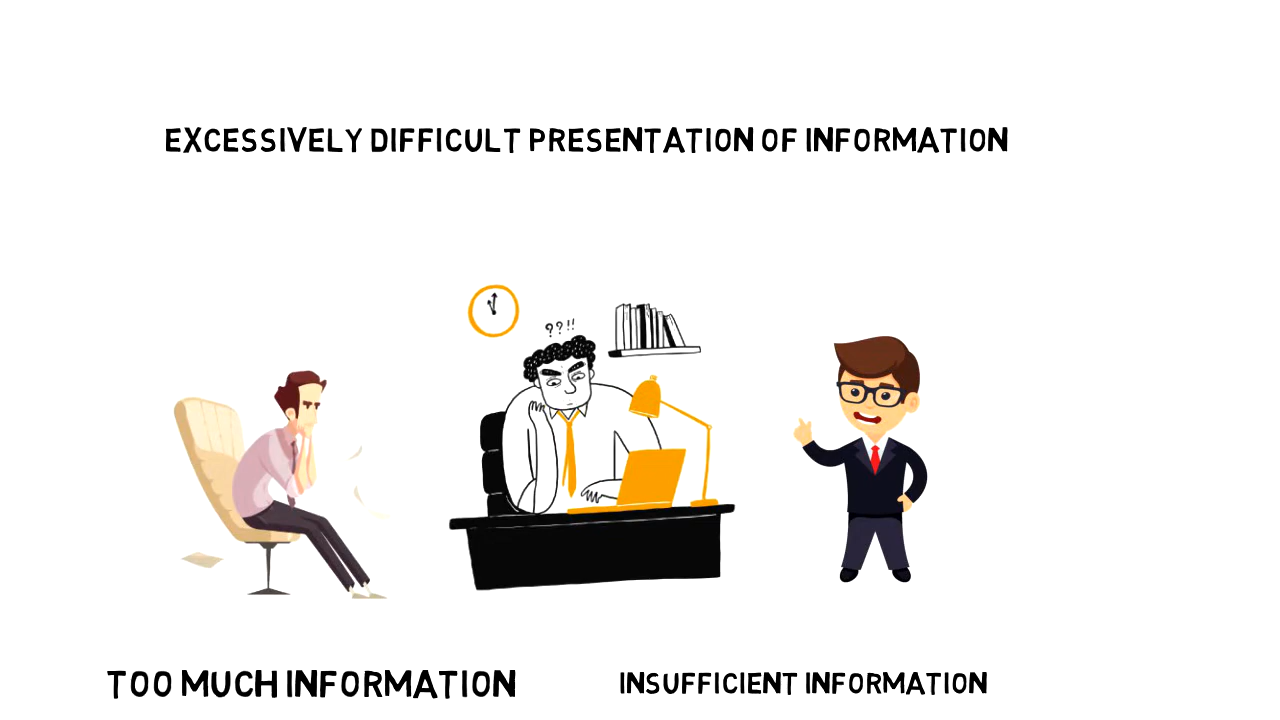 EXCESSIVELY DIFFICULT PRESENTATION OF INFORMATION
??!!
TOO MUCH INFORMATION
INSUFFICIENT INFORMATION